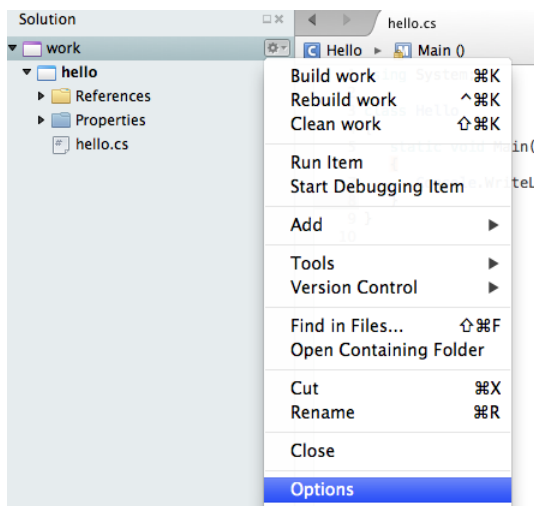 Solution
hello.cs
work
Hello
Main ()
hello
References
Properties
hello.cs
Build work ⌘K
Rebuild work ^⌘K
Clean work ⇧⌘K
Run Item
Start Debugging Item
Add
Tools
Version Control
Find in Files... ⇧⌘F
Open Containing Folder
Cut ⌘X
Rename ⌘R
Close
Options